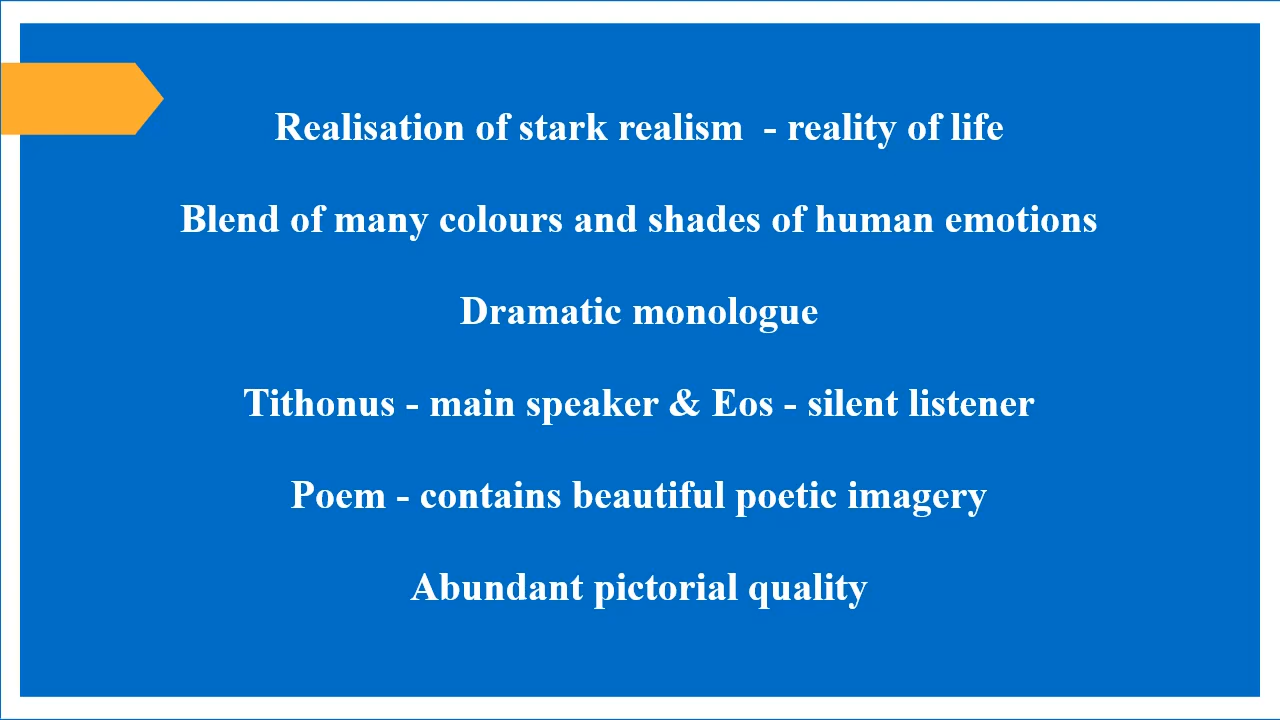 Realisation of stark realism  - reality of life
Blend of many colours and shades of human emotions
Dramatic monologue
Tithonus - main speaker & Eos - silent listener
Poem - contains beautiful poetic imagery
Abundant pictorial quality